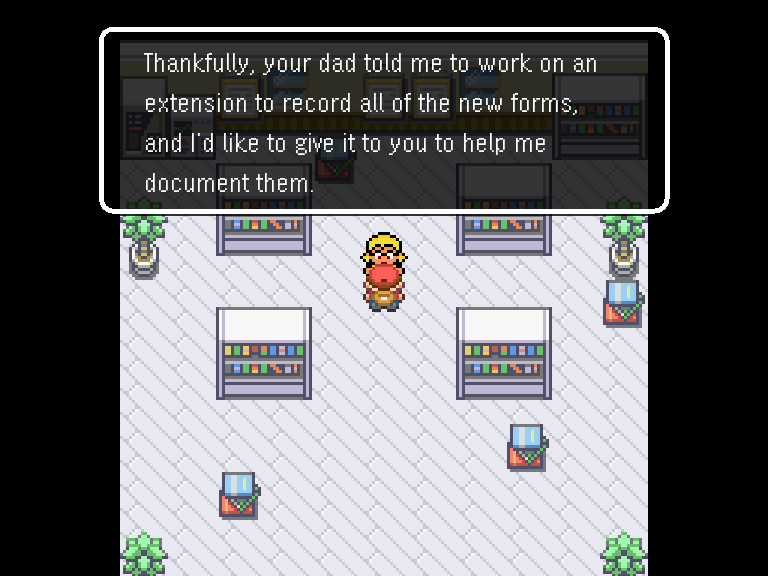 Thankfully, your dad told me to work on an
extension to record all of the new forms,
and I'd like to give it to you to help me
document them.